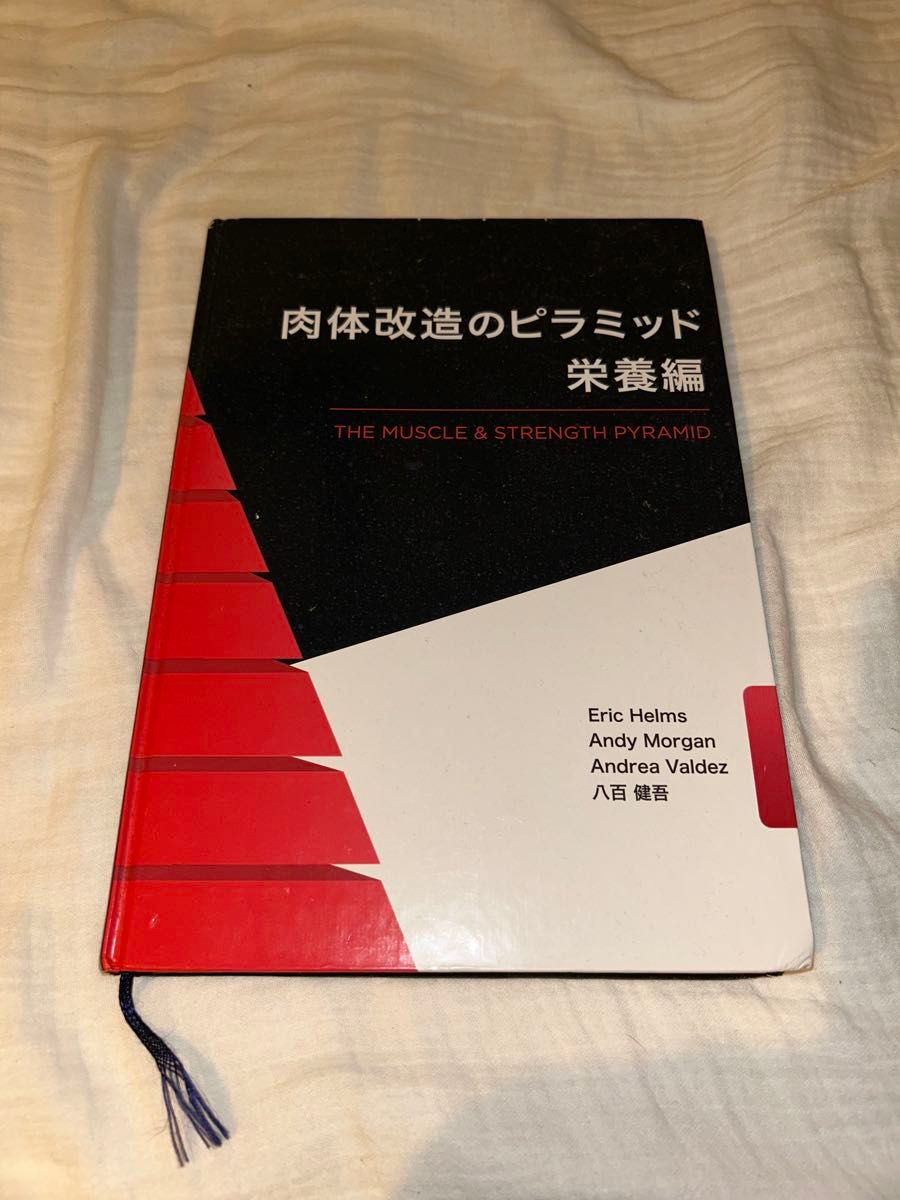 肉体改造のピラミッド
栄養編
THE MUSCLE & STRENGTH PYRAMID
Eric Helms
Andy Morgan
Andrea Valdez
八百 健吾